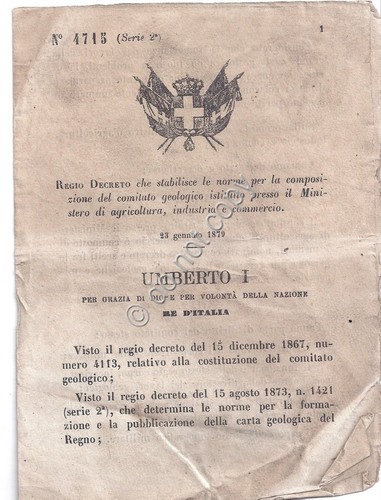 N° 4715 (Serie 2ª)
1
REGIO DECRETO che stabilisce le norme per la composi-
zione del comitato geologico istituito presso il Mini-
stero di agricoltura, industria e commercio.
23 gennaio 1879
UMBERTO I
PER GRAZIA DI DIO E PER VOLONTÀ DELLA NAZIONE
RE D'ITALIA
Visto il regio decreto del 15 dicembre 1867, nu-
mero 4113, relativo alla costituzione del comitato
geologico;
Visto il regio decreto del 15 agosto 1873, n. 1421
(serie 2ª), che determina le norme per la forma-
zione e la pubblicazione della carta geologica del
Regno;